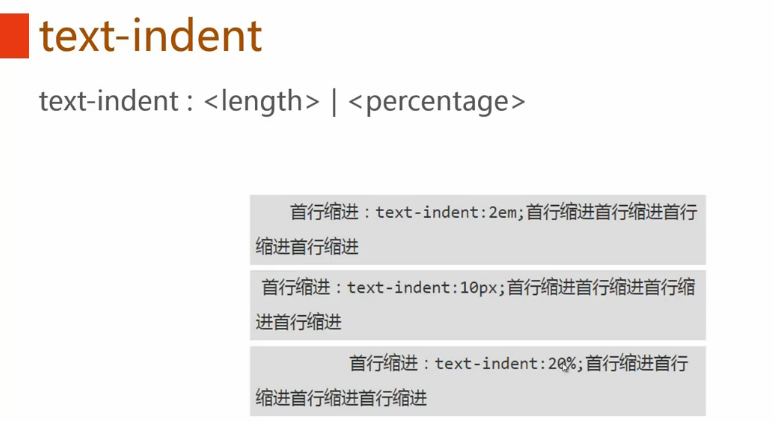 text-indent
text-indent : <length> | <percentage>
首行缩进：text-indent:2em;首行缩进首行缩进首行
缩进首行缩进
首行缩进：text-indent:10px;首行缩进首行缩进首行缩
进首行缩进
首行缩进：text-indent:20%;首行缩进首行
缩进首行缩进首行缩进